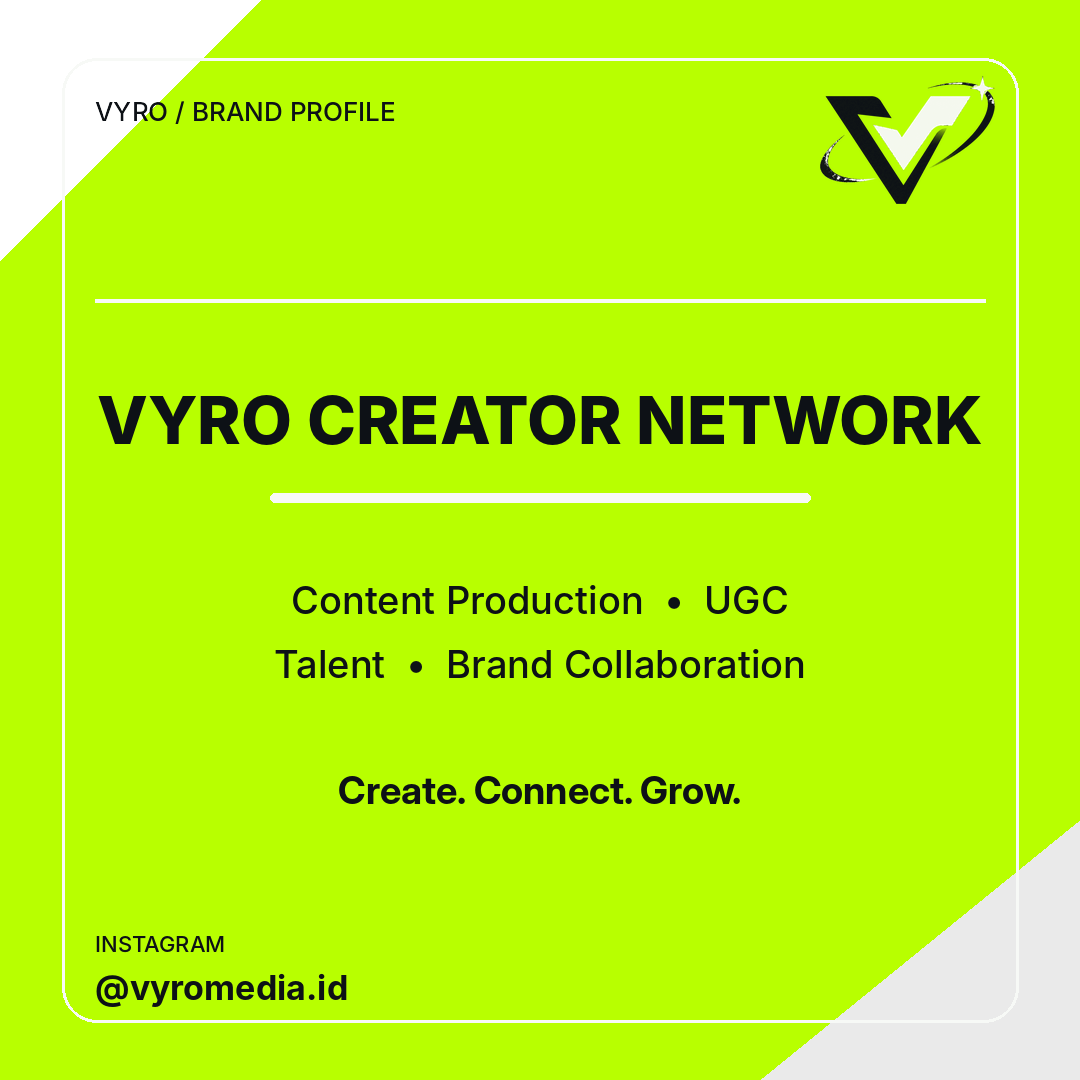 VYRO / BRAND PROFILE
VYRO CREATOR NETWORK
Content Production • UGC
Talent • Brand Collaboration
Create. Connect. Grow.
INSTAGRAM
@vyromedia.id